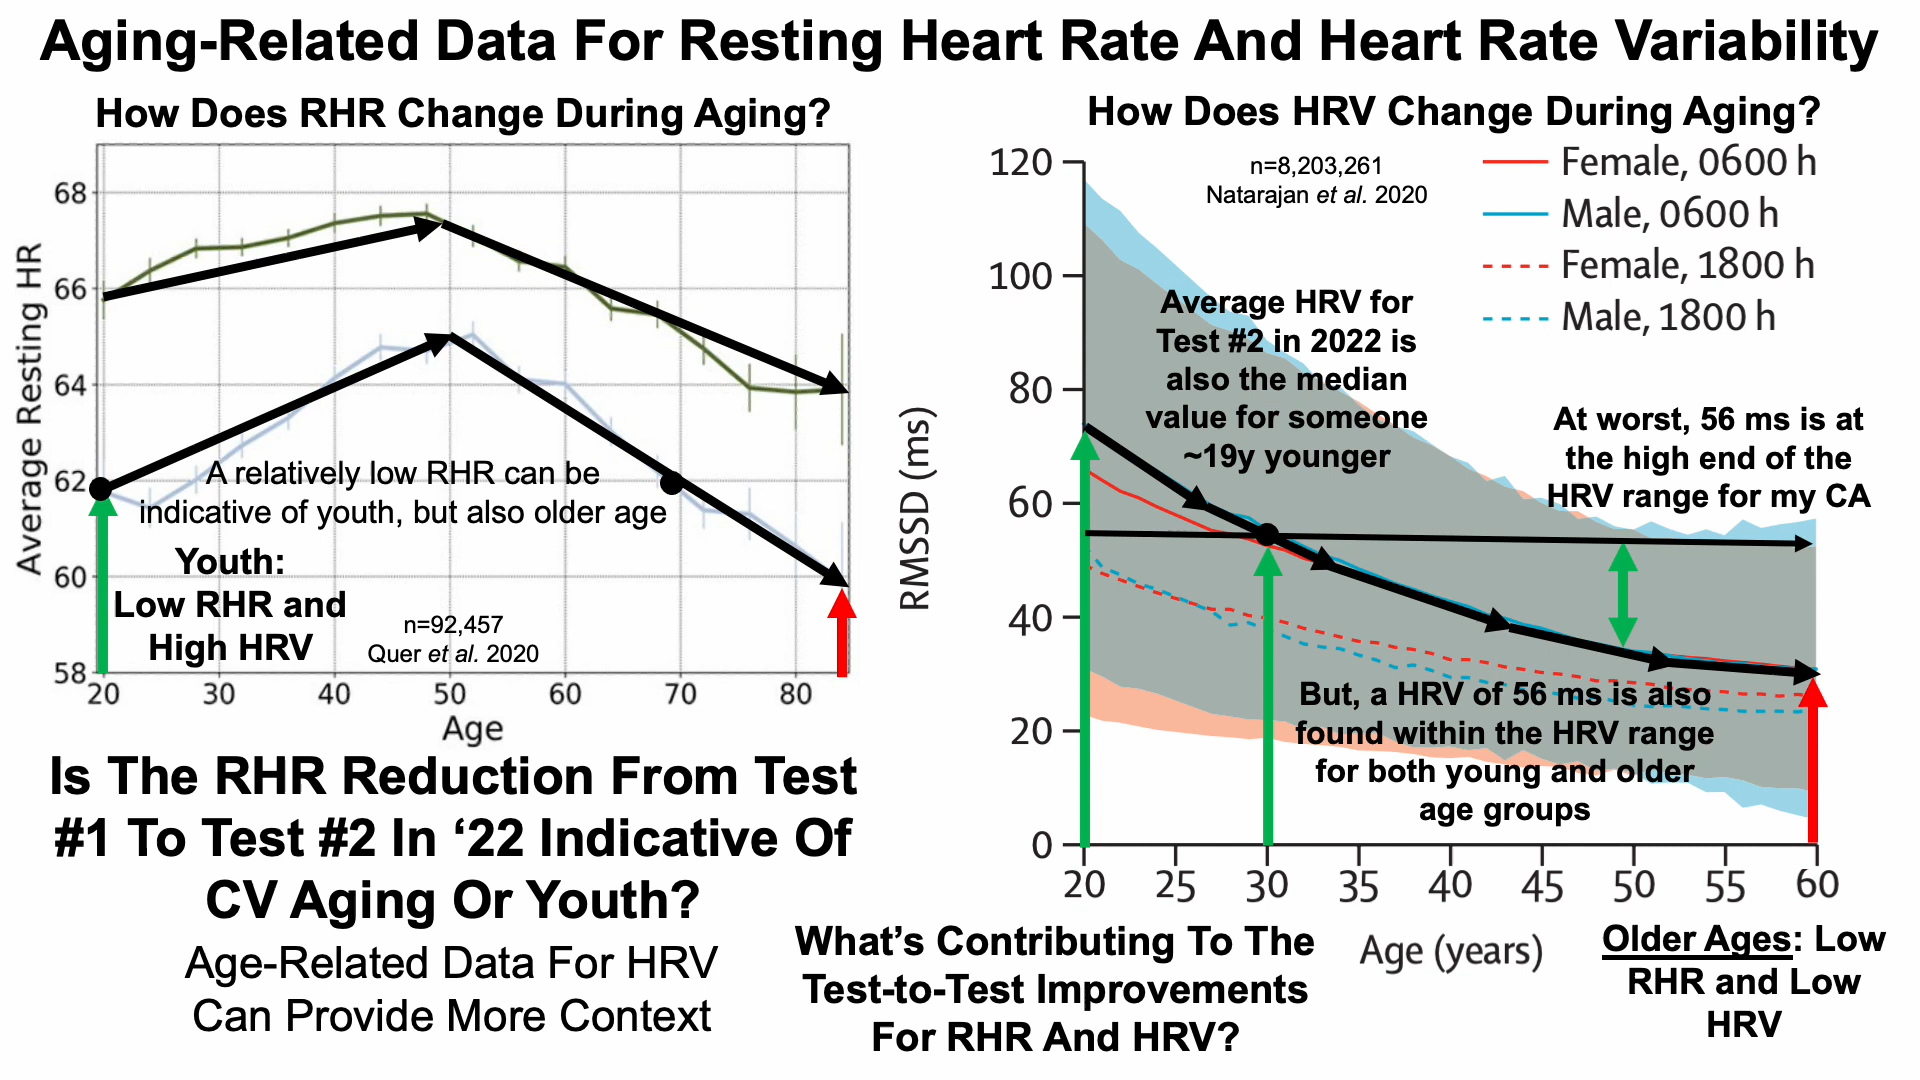 Aging-Related Data For Resting Heart Rate And Heart Rate Variability
How Does RHR Change During Aging?
68
66
64
62
60
58
Average Resting HR
A relatively low RHR can be
indicative of youth, but also older age
Youth:
Low RHR and
High HRV
n=92,457
Quer et al. 2020
20 30 40 50 60 70 80
Age
Is The RHR Reduction From Test
#1 To Test #2 In ‘22 Indicative Of
CV Aging Or Youth?
Age-Related Data For HRV
Can Provide More Context
How Does HRV Change During Aging?
120
100
80
60
40
20
0
RMSSD (ms)
n=8,203,261
Natarajan et al. 2020
Female, 0600 h
Male, 0600 h
Female, 1800 h
Male, 1800 h
Average HRV for
Test #2 in 2022 is
also the median
value for someone
~19y younger
At worst, 56 ms is at
the high end of the
HRV range for my CA
But, a HRV of 56 ms is also
found within the HRV range
for both young and older
age groups
20 25 30 35 40 45 50 55 60
Age (years)
What’s Contributing To The
Test-to-Test Improvements
For RHR And HRV?
Older Ages: Low
RHR and Low
HRV